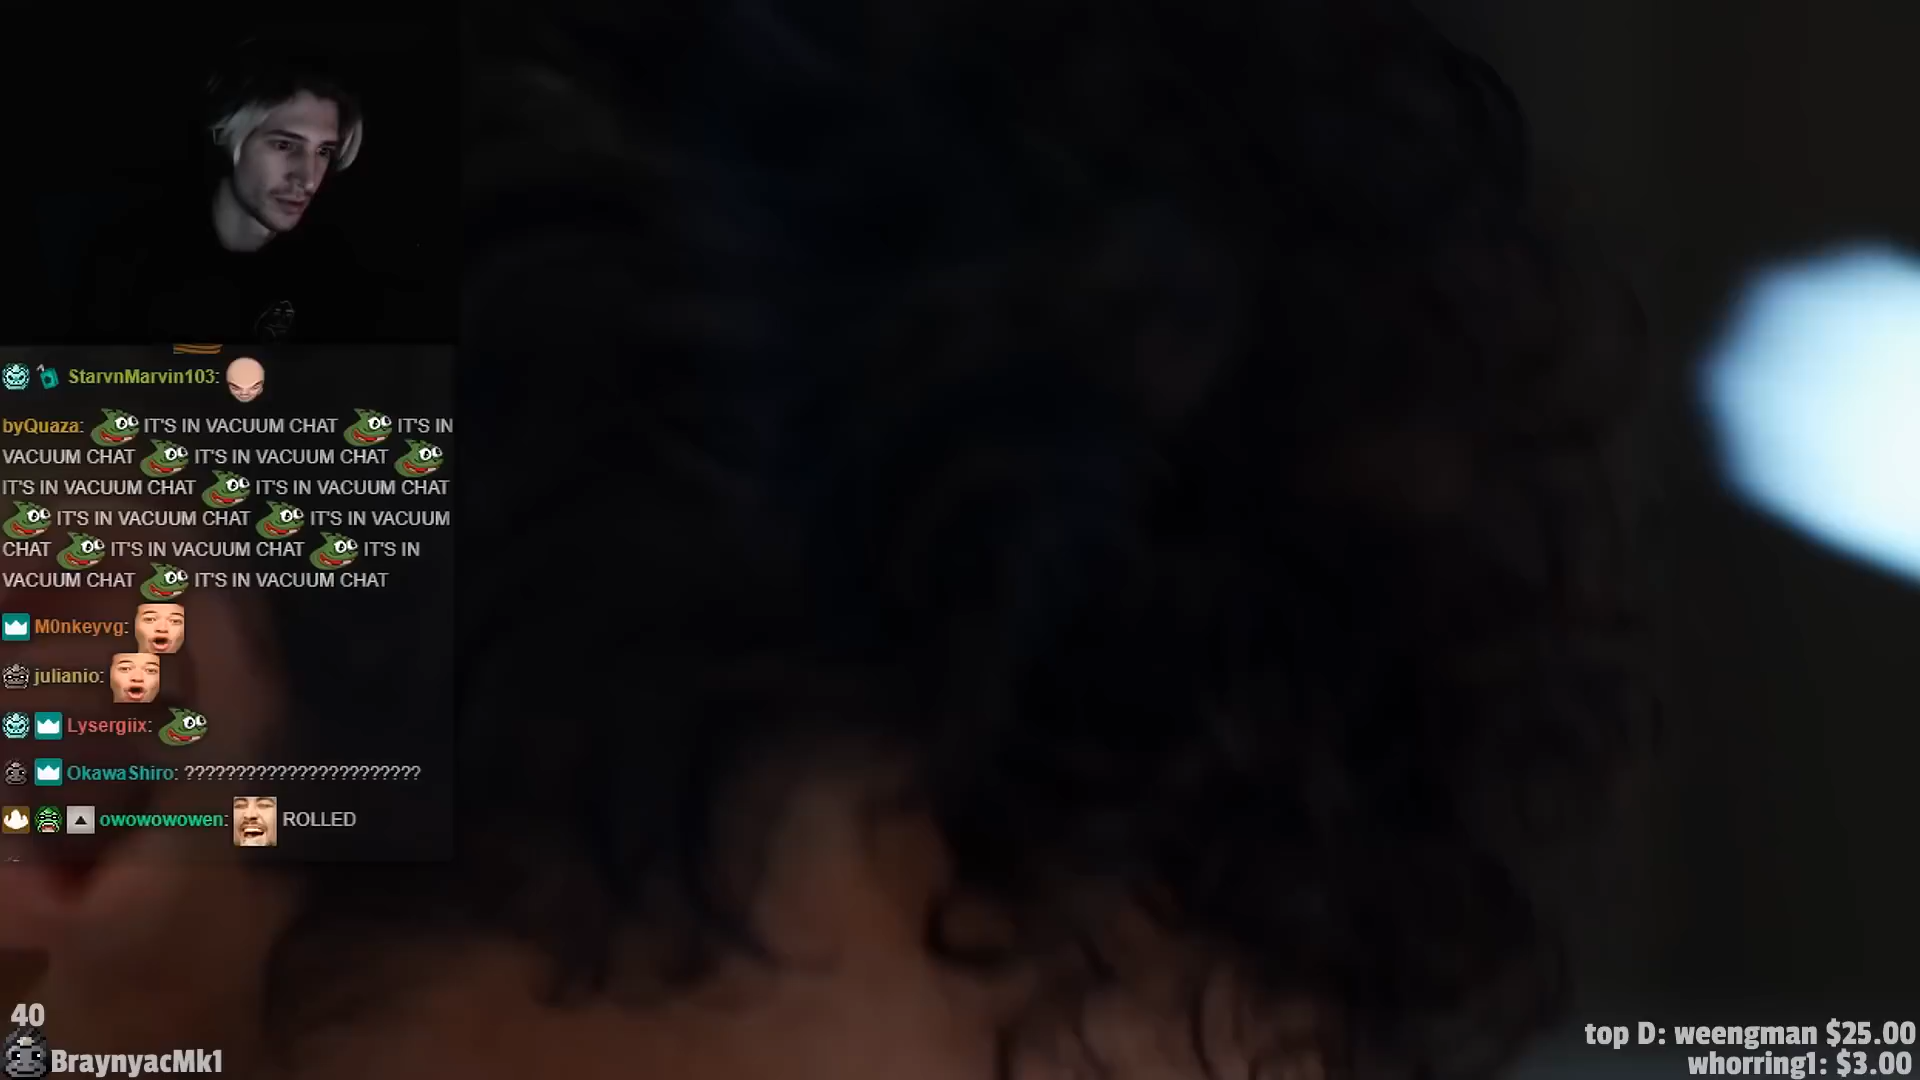 StarvnMarvin103:
byQuaza: IT'S IN VACUUM CHAT IT'S IN
VACUUM CHAT IT'S IN VACUUM CHAT
IT'S IN VACUUM CHAT IT'S IN VACUUM CHAT
IT'S IN VACUUM CHAT IT'S IN VACUUM
CHAT IT'S IN VACUUM CHAT IT'S IN
VACUUM CHAT IT'S IN VACUUM CHAT
M0nkeyvg:
julianio:
Lysergiix:
OkawaShiro: ???????????????????????
owowowowen: ROLLED
40
BraynyacMk1
top D: weengman $25.00
whorring1: $3.00